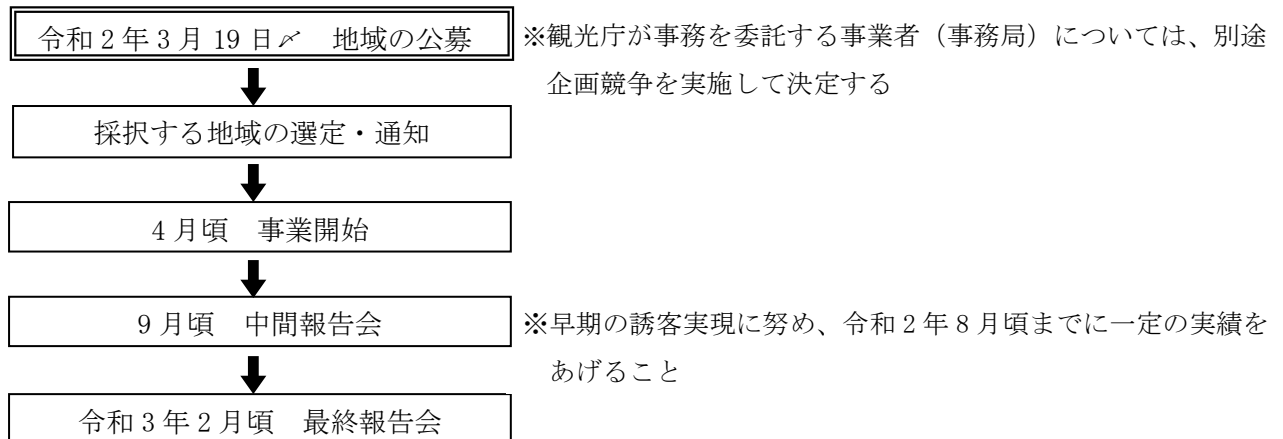 令和２年３月 19 日〆　地域の公募
※観光庁が事務を委託する事業者（事務局）については、別途
企画競争を実施して決定する
採択する地域の選定・通知
４月頃　事業開始
９月頃　中間報告会
※早期の誘客実現に努め、令和２年８月頃までに一定の実績を
あげること
令和３年２月頃　最終報告会